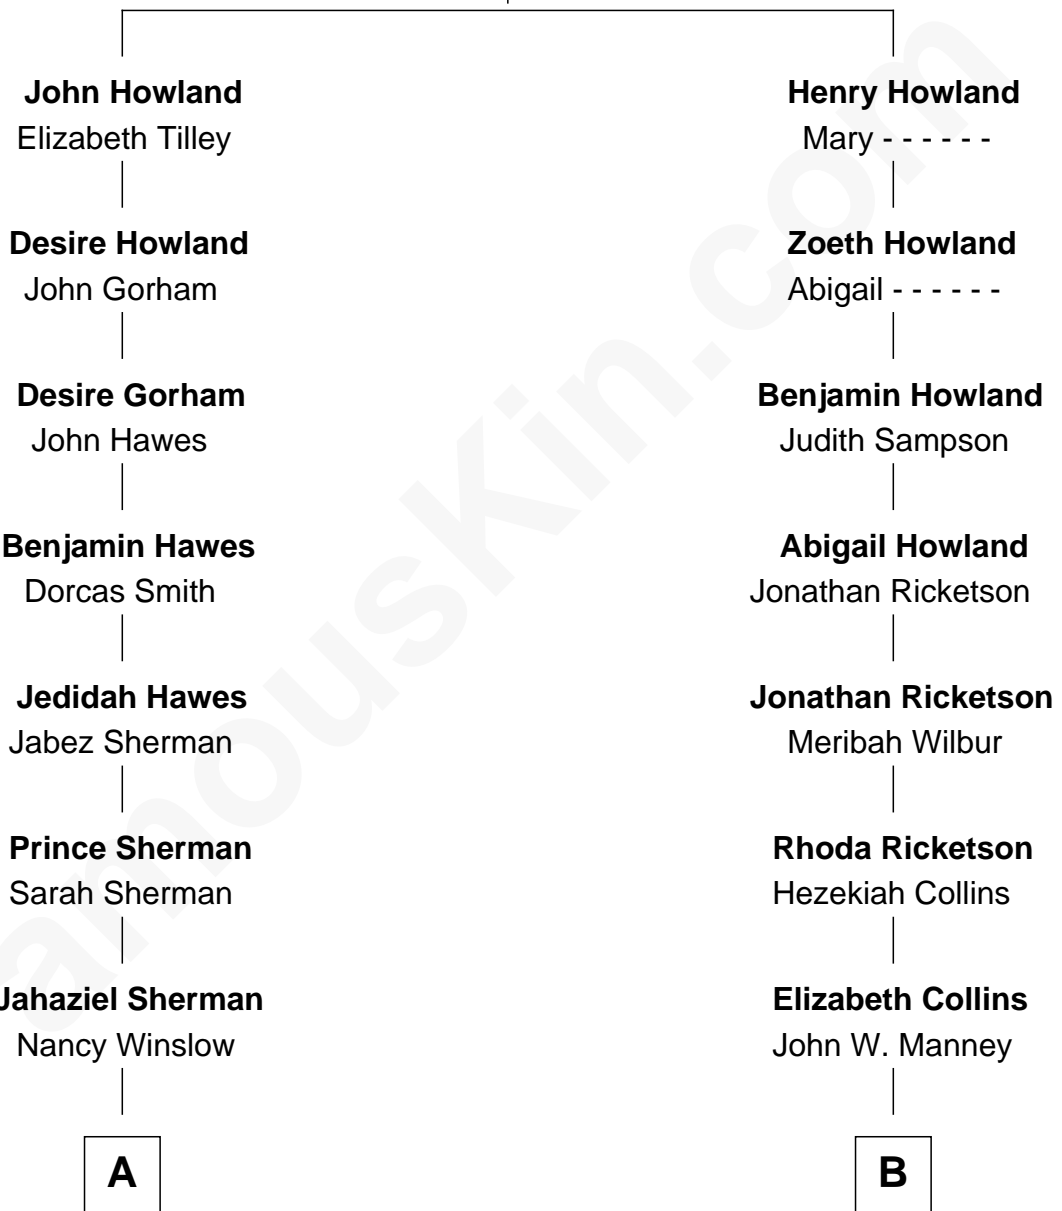 John Howland
Elizabeth Tilley
Desire Howland
John Gorham
Desire Gorham
John Hawes
Benjamin Hawes
Dorcas Smith
Jedidah Hawes
Jabez Sherman
Prince Sherman
Sarah Sherman
Jahaziel Sherman
Nancy Winslow
A
Henry Howland
Mary - - - - - -
Zoeth Howland
Abigail - - - - - -
Benjamin Howland
Judith Sampson
Abigail Howland
Jonathan Ricketson
Jonathan Ricketson
Meribah Wilbur
Rhoda Ricketson
Hezekiah Collins
Elizabeth Collins
John W. Manney
B
amouskin.com